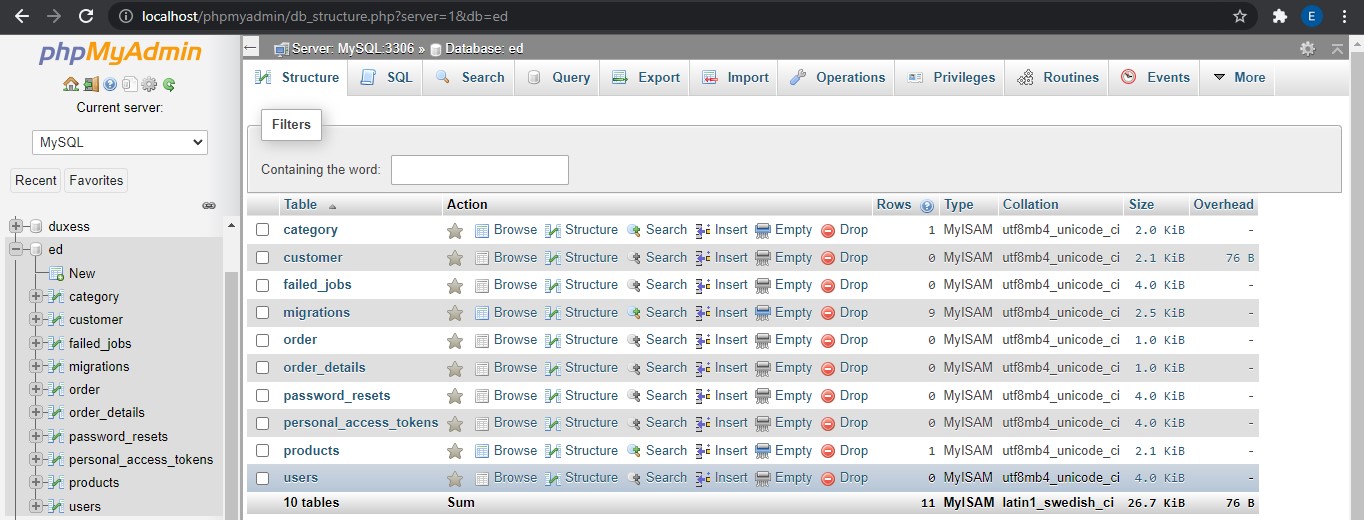 localhost/phpmyadmin/db_structure.php?server=1&db=ed
E
phpMyAdmin
Current server:
MySQL
Recent Favorites
duxess
ed
New
category
customer
failed_jobs
migrations
order
order_details
password_resets
personal_access_tokens
products
users
Server: MySQL:3306 » Database: ed
Structure SQL Search Query Export Import Operations Privileges Routines Events More
Filters
Containing the word:
Table Action Rows Type Collation Size Overhead
category Browse Structure Search Insert Empty Drop 1 MyISAM utf8mb4_unicode_ci 2.0 KiB -
customer Browse Structure Search Insert Empty Drop 0 MyISAM utf8mb4_unicode_ci 2.1 KiB 76 B
failed_jobs Browse Structure Search Insert Empty Drop 0 MyISAM utf8mb4_unicode_ci 4.0 KiB -
migrations Browse Structure Search Insert Empty Drop 9 MyISAM utf8mb4_unicode_ci 2.5 KiB -
order Browse Structure Search Insert Empty Drop 0 MyISAM utf8mb4_unicode_ci 1.0 KiB -
order_details Browse Structure Search Insert Empty Drop 0 MyISAM utf8mb4_unicode_ci 1.0 KiB -
password_resets Browse Structure Search Insert Empty Drop 0 MyISAM utf8mb4_unicode_ci 4.0 KiB -
personal_access_tokens Browse Structure Search Insert Empty Drop 0 MyISAM utf8mb4_unicode_ci 4.0 KiB -
products Browse Structure Search Insert Empty Drop 1 MyISAM utf8mb4_unicode_ci 2.1 KiB -
users Browse Structure Search Insert Empty Drop 0 MyISAM utf8mb4_unicode_ci 4.0 KiB -
10 tables Sum 11 MyISAM latin1_swedish_ci 26.7 KiB 76 B